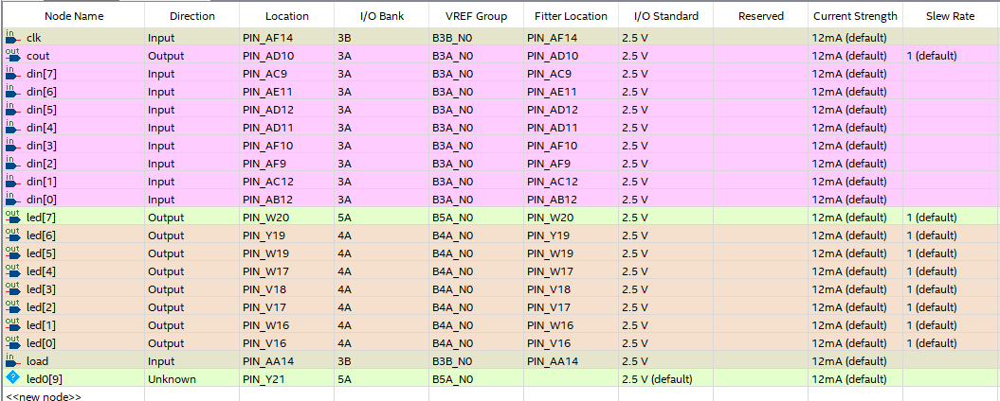 Node Name Direction Location I/O Bank VREF Group Fitter Location I/O Standard Reserved Current Strength Slew Rate
in clk Input PIN_AF14 3B B3B_N0 PIN_AF14 2.5 V 12mA (default)
out cout Output PIN_AD10 3A B3A_N0 PIN_AD10 2.5 V 12mA (default) 1 (default)
in din[7] Input PIN_AC9 3A B3A_N0 PIN_AC9 2.5 V 12mA (default)
in din[6] Input PIN_AE11 3A B3A_N0 PIN_AE11 2.5 V 12mA (default)
in din[5] Input PIN_AD12 3A B3A_N0 PIN_AD12 2.5 V 12mA (default)
in din[4] Input PIN_AD11 3A B3A_N0 PIN_AD11 2.5 V 12mA (default)
in din[3] Input PIN_AF10 3A B3A_N0 PIN_AF10 2.5 V 12mA (default)
in din[2] Input PIN_AF9 3A B3A_N0 PIN_AF9 2.5 V 12mA (default)
in din[1] Input PIN_AC12 3A B3A_N0 PIN_AC12 2.5 V 12mA (default)
in din[0] Input PIN_AB12 3A B3A_N0 PIN_AB12 2.5 V 12mA (default)
out led[7] Output PIN_W20 5A B5A_N0 PIN_W20 2.5 V 12mA (default) 1 (default)
out led[6] Output PIN_Y19 4A B4A_N0 PIN_Y19 2.5 V 12mA (default) 1 (default)
out led[5] Output PIN_W19 4A B4A_N0 PIN_W19 2.5 V 12mA (default) 1 (default)
out led[4] Output PIN_W17 4A B4A_N0 PIN_W17 2.5 V 12mA (default) 1 (default)
out led[3] Output PIN_V18 4A B4A_N0 PIN_V18 2.5 V 12mA (default) 1 (default)
out led[2] Output PIN_V17 4A B4A_N0 PIN_V17 2.5 V 12mA (default) 1 (default)
out led[1] Output PIN_W16 4A B4A_N0 PIN_W16 2.5 V 12mA (default) 1 (default)
out led[0] Output PIN_V16 4A B4A_N0 PIN_V16 2.5 V 12mA (default) 1 (default)
in load Input PIN_AA14 3B B3B_N0 PIN_AA14 2.5 V 12mA (default)
? led0[9] Unknown PIN_Y21 5A B5A_N0 2.5 V (default) 12mA (default)
<<new node>>